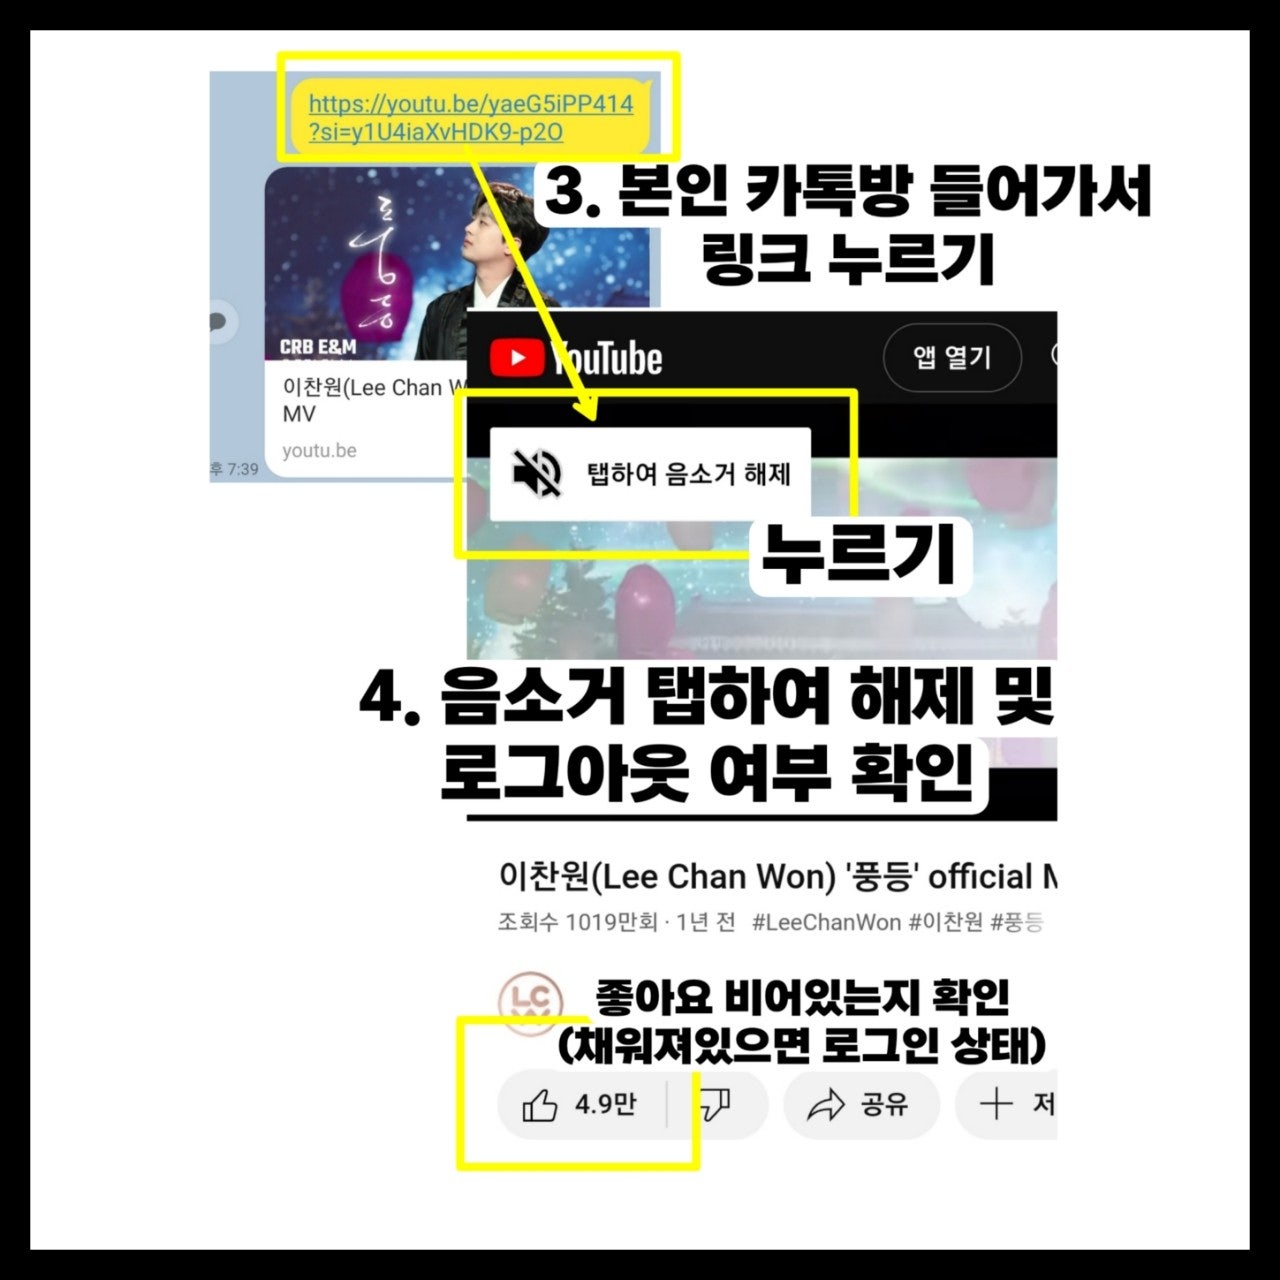 https://youtu.be/yaeG5iPP414
?si=y1U4iaXvHDK9-p2O
3. 본인 카톡방 들어가서
링크 누르기
풍등
CRB E&M
이찬원(Lee Chan W
MV
youtu.be
후 7:39
YouTube
앱 열기
탭하여 음소거 해제
누르기
4. 음소거 탭하여 해제 및
로그아웃 여부 확인
이찬원(Lee Chan Won) '풍등' official M
조회수 1019만회 · 1년 전 #LeeChanWon #이찬원 #풍등
LCW
좋아요 비어있는지 확인
(채워져있으면 로그인 상태)
4.9만
공유
저